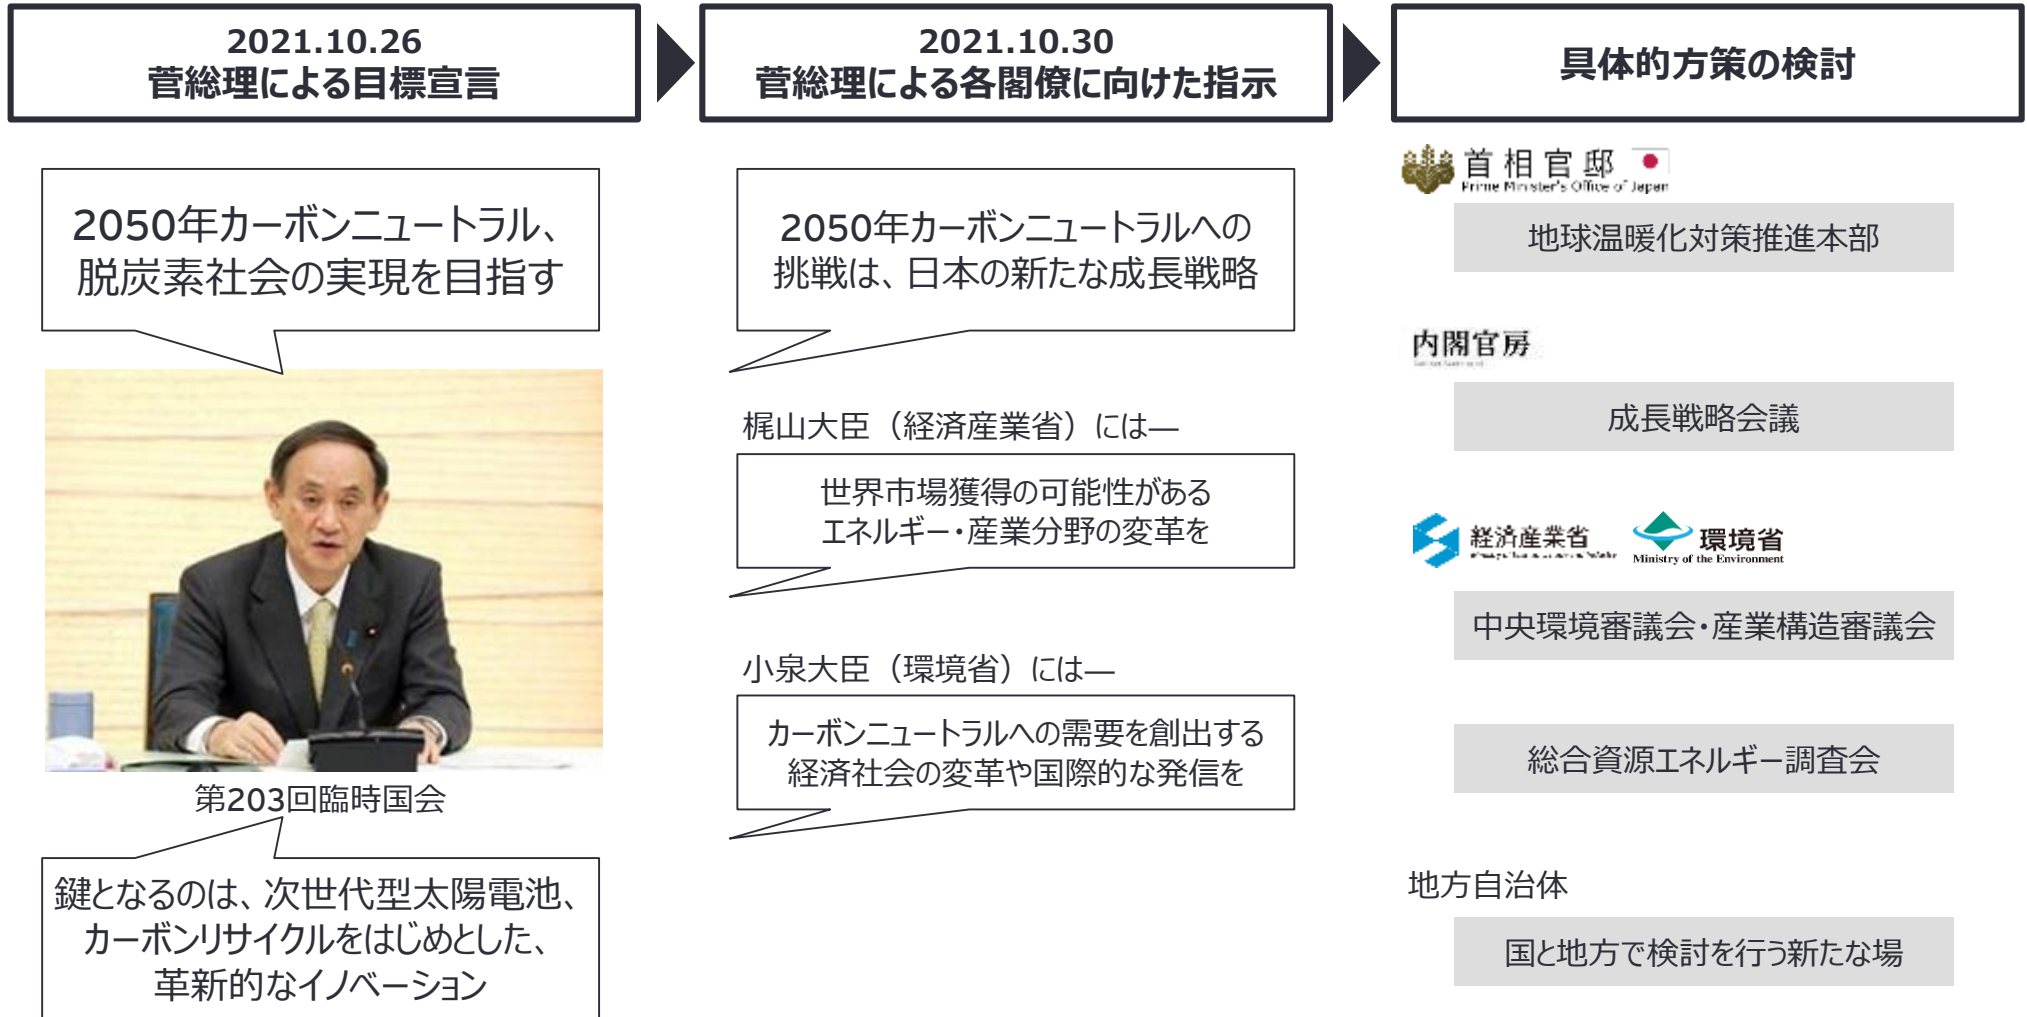 2021.10.26
菅総理による目標宣言
2021.10.30
菅総理による各閣僚に向けた指示
具体的方策の検討
2050年カーボンニュートラル、
脱炭素社会の実現を目指す
第203回臨時国会
鍵となるのは、次世代型太陽電池、
カーボンリサイクルをはじめとした、
革新的なイノベーション
2050年カーボンニュートラルへの
挑戦は、日本の新たな成長戦略
梶山大臣（経済産業省）には―
世界市場獲得の可能性がある
エネルギー・産業分野の変革を
小泉大臣（環境省）には―
カーボンニュートラルへの需要を創出する
経済社会の変革や国際的な発信を
首相官邸
Prime Minister's Office of Japan
地球温暖化対策推進本部
内閣官房
成長戦略会議
経済産業省
環境省
Ministry of the Environment
中央環境審議会・産業構造審議会
総合資源エネルギー調査会
地方自治体
国と地方で検討を行う新たな場